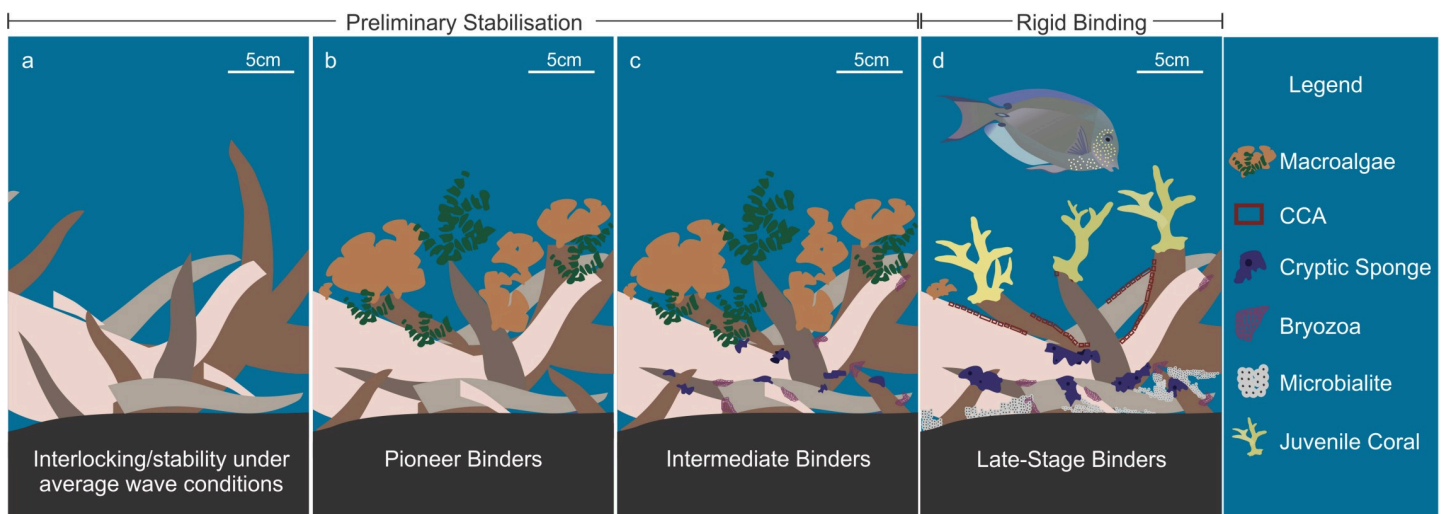 Preliminary Stabilisation
Rigid Binding
a
5cm
b
5cm
c
5cm
d
5cm
Legend
Macroalgae
CCA
Cryptic Sponge
Bryozoa
Microbialite
Juvenile Coral
Interlocking/stability under
average wave conditions
Pioneer Binders
Intermediate Binders
Late-Stage Binders